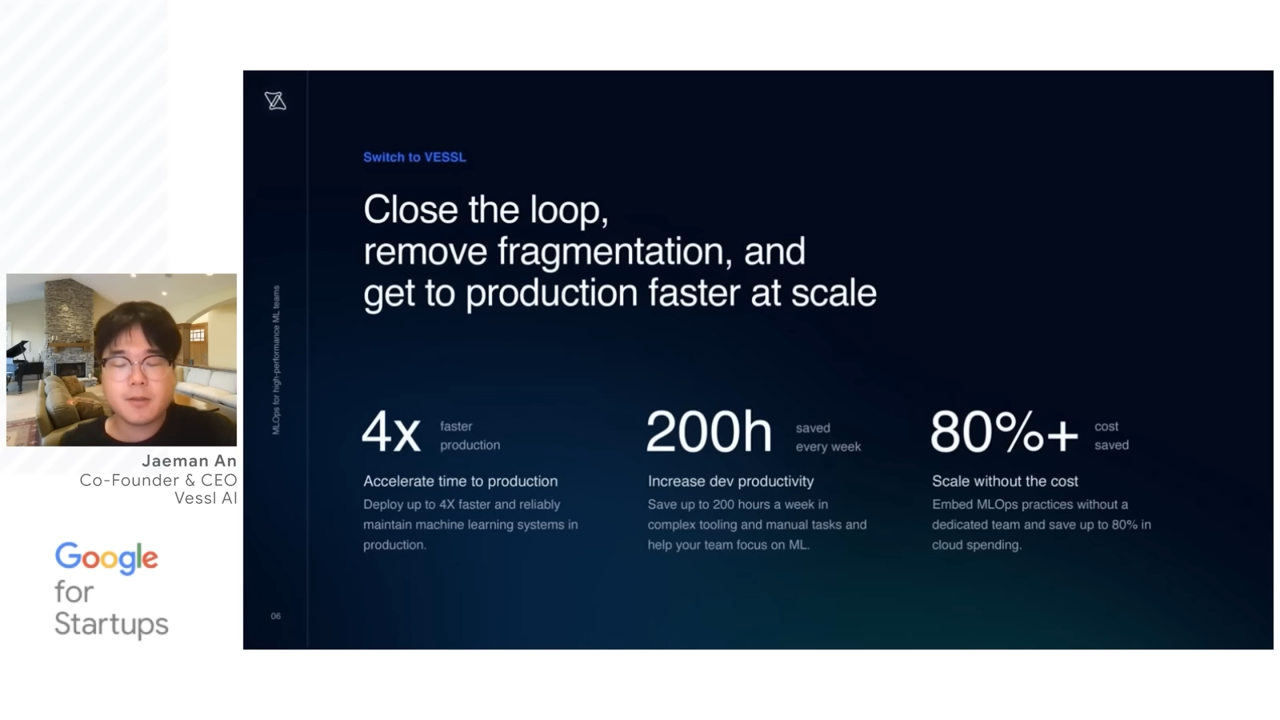 Switch to VESSL
Close the loop,
remove fragmentation, and
get to production faster at scale
MLOps for high-performance ML teams
4x faster
production
Accelerate time to production
Deploy up to 4X faster and reliably
maintain machine learning systems in
production.
200h saved
every week
Increase dev productivity
Save up to 200 hours a week in
complex tooling and manual tasks and
help your team focus on ML.
80%+ cost
saved
Scale without the cost
Embed MLOps practices without a
dedicated team and save up to 80% in
cloud spending.
06
Jaeman An
Co-Founder & CEO
Vessl AI
Google
for
Startups